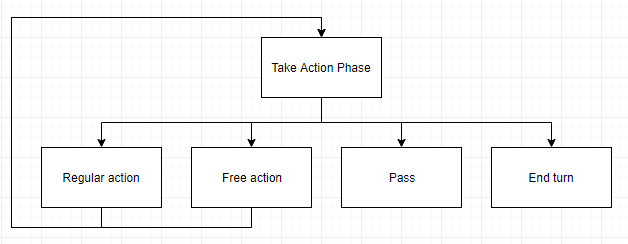 Take Action Phase
Regular action
Free action
Pass
End turn